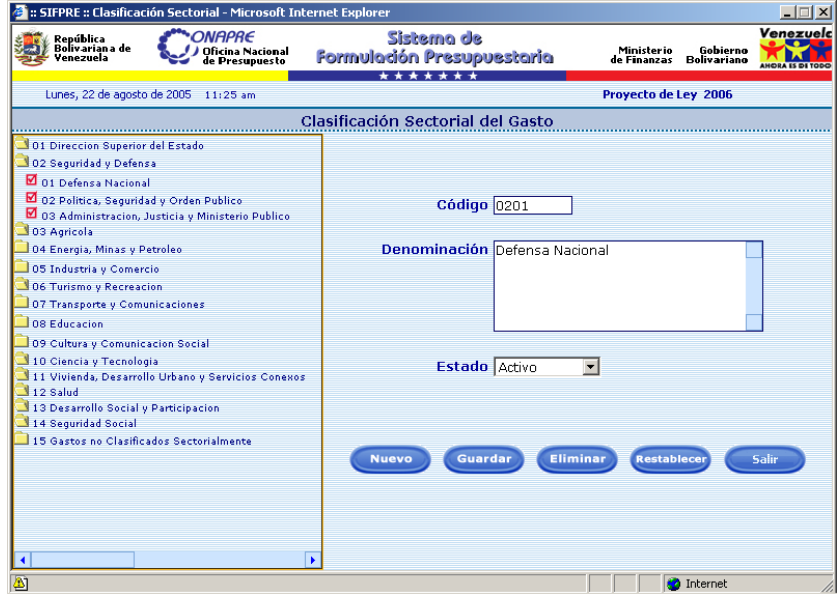 :: SIFPRE :: Clasificación Sectorial - Microsoft Internet Explorer
República
Bolivariana de
Venezuela
ONAPRE
Oficina Nacional
de Presupuesto
Sistema de
Formulación Presupuestaria
Ministerio
de Finanzas
Gobierno
Bolivariano
Venezuela
AHORA ES DE TODOS
Lunes, 22 de agosto de 2005 11:25 am
Proyecto de Ley 2006
Clasificación Sectorial del Gasto
01 Direccion Superior del Estado
02 Seguridad y Defensa
01 Defensa Nacional
02 Politica, Seguridad y Orden Publico
03 Administracion, Justicia y Ministerio Publico
03 Agricola
04 Energia, Minas y Petroleo
05 Industria y Comercio
06 Turismo y Recreacion
07 Transporte y Comunicaciones
08 Educacion
09 Cultura y Comunicacion Social
10 Ciencia y Tecnologia
11 Vivienda, Desarrollo Urbano y Servicios Conexos
12 Salud
13 Desarrollo Social y Participacion
14 Seguridad Social
15 Gastos no Clasificados Sectorialmente
Código 0201
Denominación Defensa Nacional
Estado Activo
Nuevo Guardar Eliminar Restablecer Salir
Internet